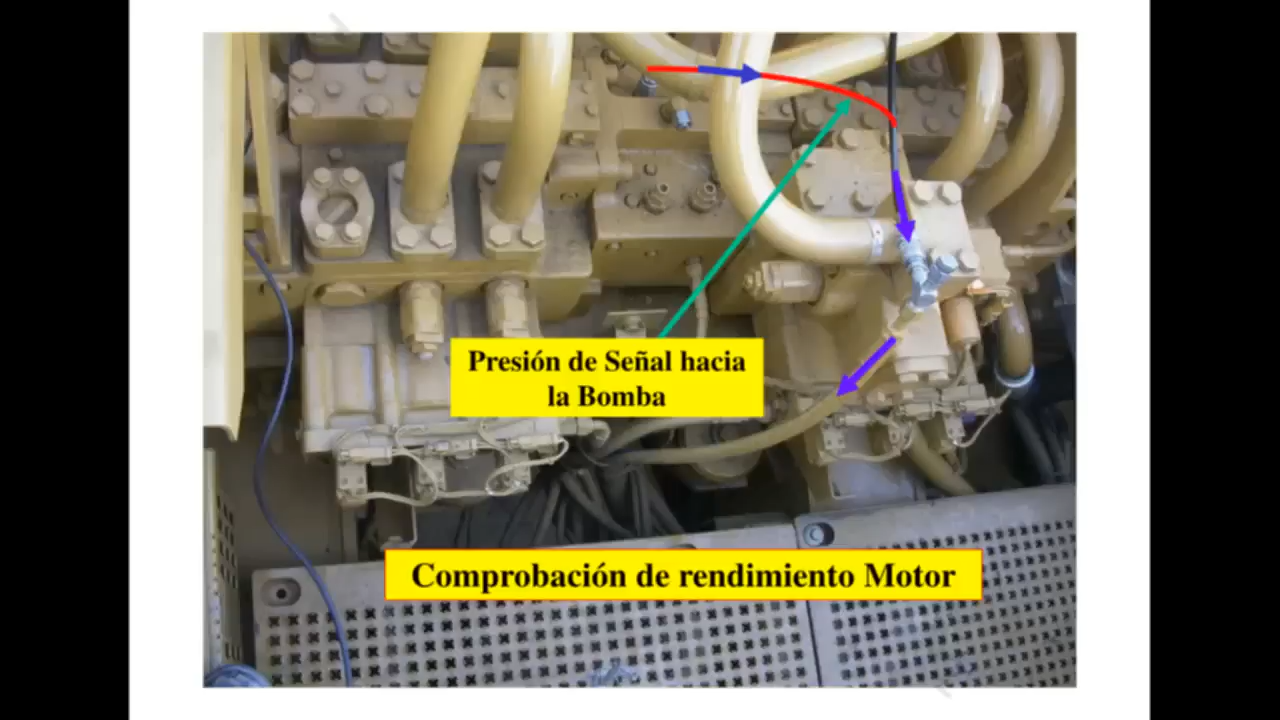 Presión de Señal hacia
la Bomba
Comprobación de rendimiento Motor